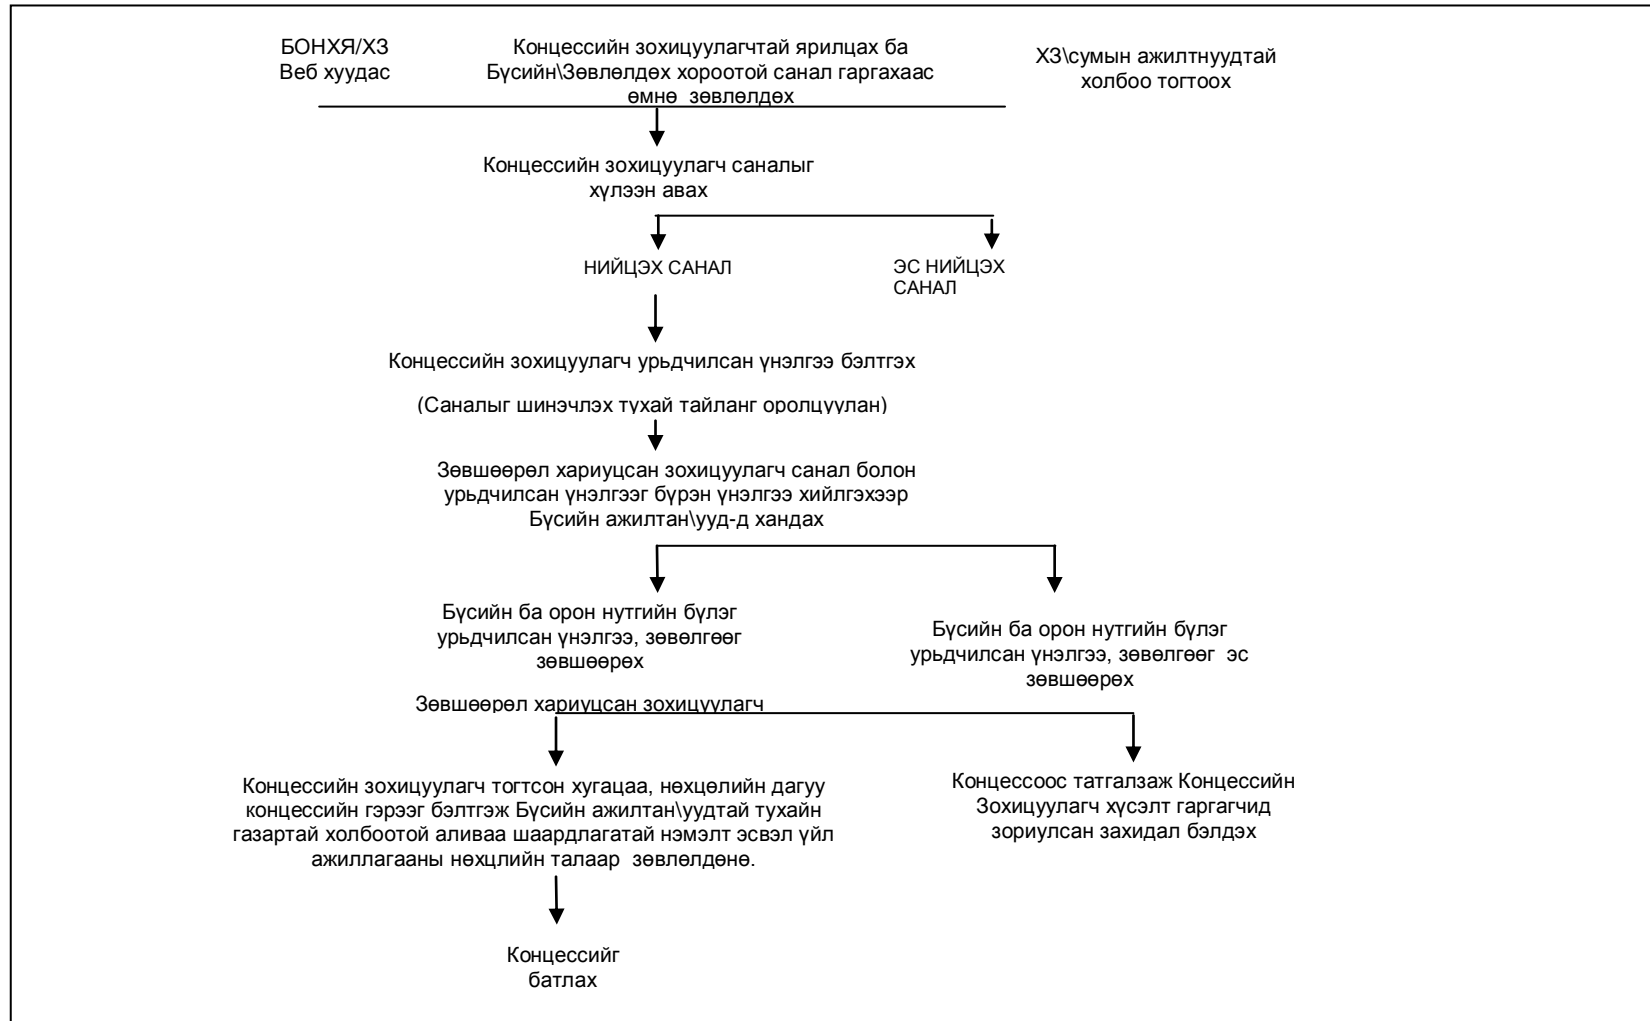 БОНХЯ/ХЗ
Веб хуудас
Концессийн зохицуулагчтай ярилцах ба
Бүсийн\Зөвлөлдөх хороотой санал гаргахаас
өмнө зөвлөлдөх
ХЗ\сумын ажилтнуудтай
холбоо тогтоох
Концессийн зохицуулагч саналыг
хүлээн авах
НИЙЦЭХ САНАЛ
ЭС НИЙЦЭХ
САНАЛ
Концессийн зохицуулагч урьдчилсан үнэлгээ бэлтгэх
(Саналыг шинэчлэх тухай тайланг оролцуулан)
Зөвшөөрөл хариуцсан зохицуулагч санал болон
урьдчилсан үнэлгээг бүрэн үнэлгээ хийлгэхээр
Бүсийн ажилтан\ууд-д хандах
Бүсийн ба орон нутгийн бүлэг
урьдчилсан үнэлгээ, зөвөлгөөг
зөвшөөрөх
Бүсийн ба орон нутгийн бүлэг
урьдчилсан үнэлгээ, зөвөлгөөг эс
зөвшөөрөх
Зөвшөөрөл хариуцсан зохицуулагч
Концессийн зохицуулагч тогтсон хугацаа, нөхцөлийн дагуу
концессийн гэрээг бэлтгэж Бүсийн ажилтан\уудтай тухайн
газартай холбоотой аливаа шаардлагатай нэмэлт эсвэл үйл
ажиллагааны нөхцлийн талаар зөвлөлдөнө.
Концессоос татгалзаж Концессийн
Зохицуулагч хүсэлт гаргагчид
зориулсан захидал бэлдэх
Концессийг
батлах